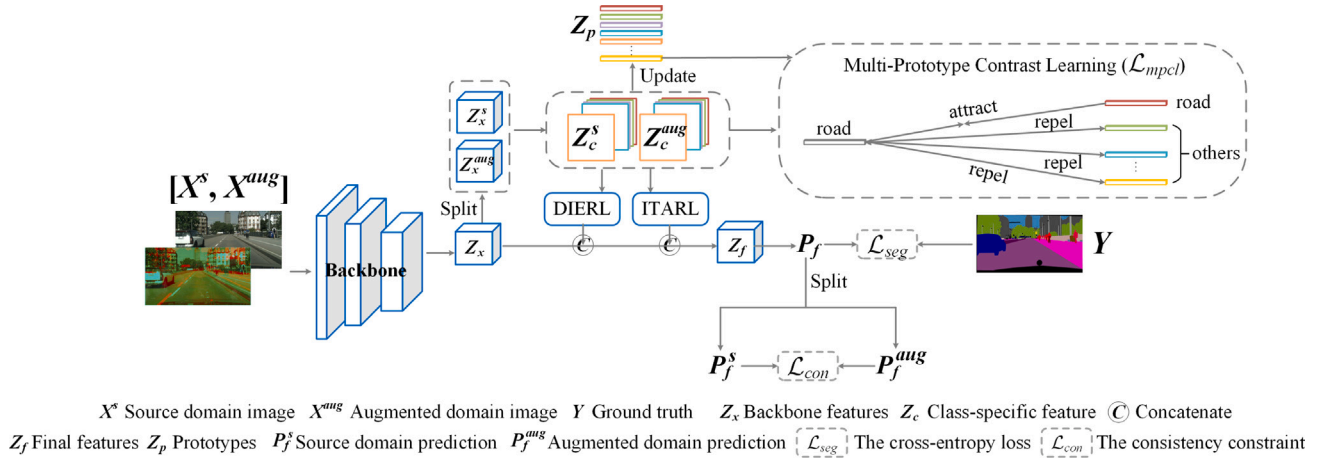 Z_p
Update
Multi-Prototype Contrast Learning (ℒ_mpcl)
road
attract
road
repel
repel
repel
others
Z_x^s
Z_x^aug
Z_c^s
Z_c^aug
[X^s, X^aug]
Split
DIERL
ITARL
Backbone
Z_x
C
C
Z_f
P_f
ℒ_seg
Y
Split
P_f^s
ℒ_con
P_f^aug
X^s Source domain image X^aug Augmented domain image Y Ground truth Z_x Backbone features Z_c Class-specific feature C Concatenate
Z_f Final features Z_p Prototypes P_f^s Source domain prediction P_f^aug Augmented domain prediction ℒ_seg The cross-entropy loss ℒ_con The consistency constraint